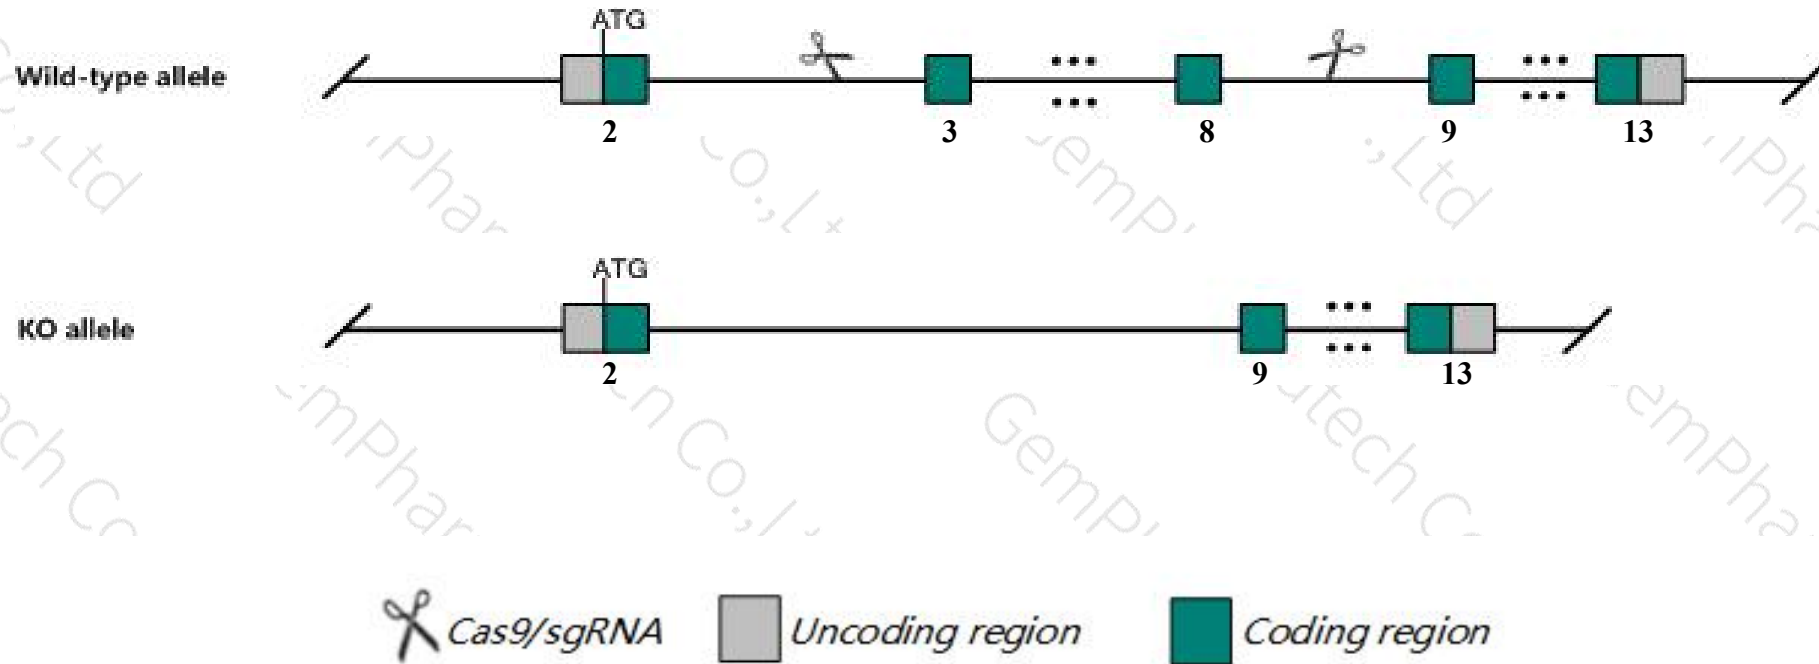 ATG
Wild-type allele
2 3 8 9 13
ATG
KO allele
2 9 13
Cas9/sgRNA Uncoding region Coding region
GemPh